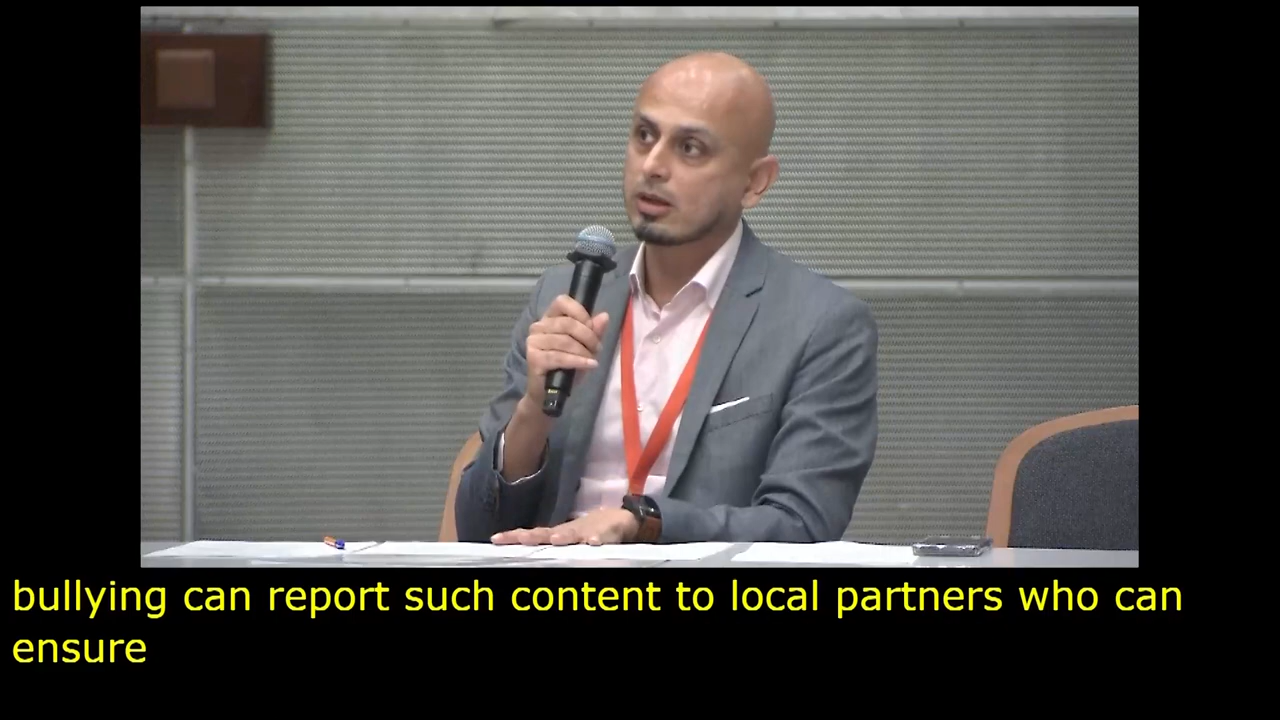 bullying can report such content to local partners who can
ensure